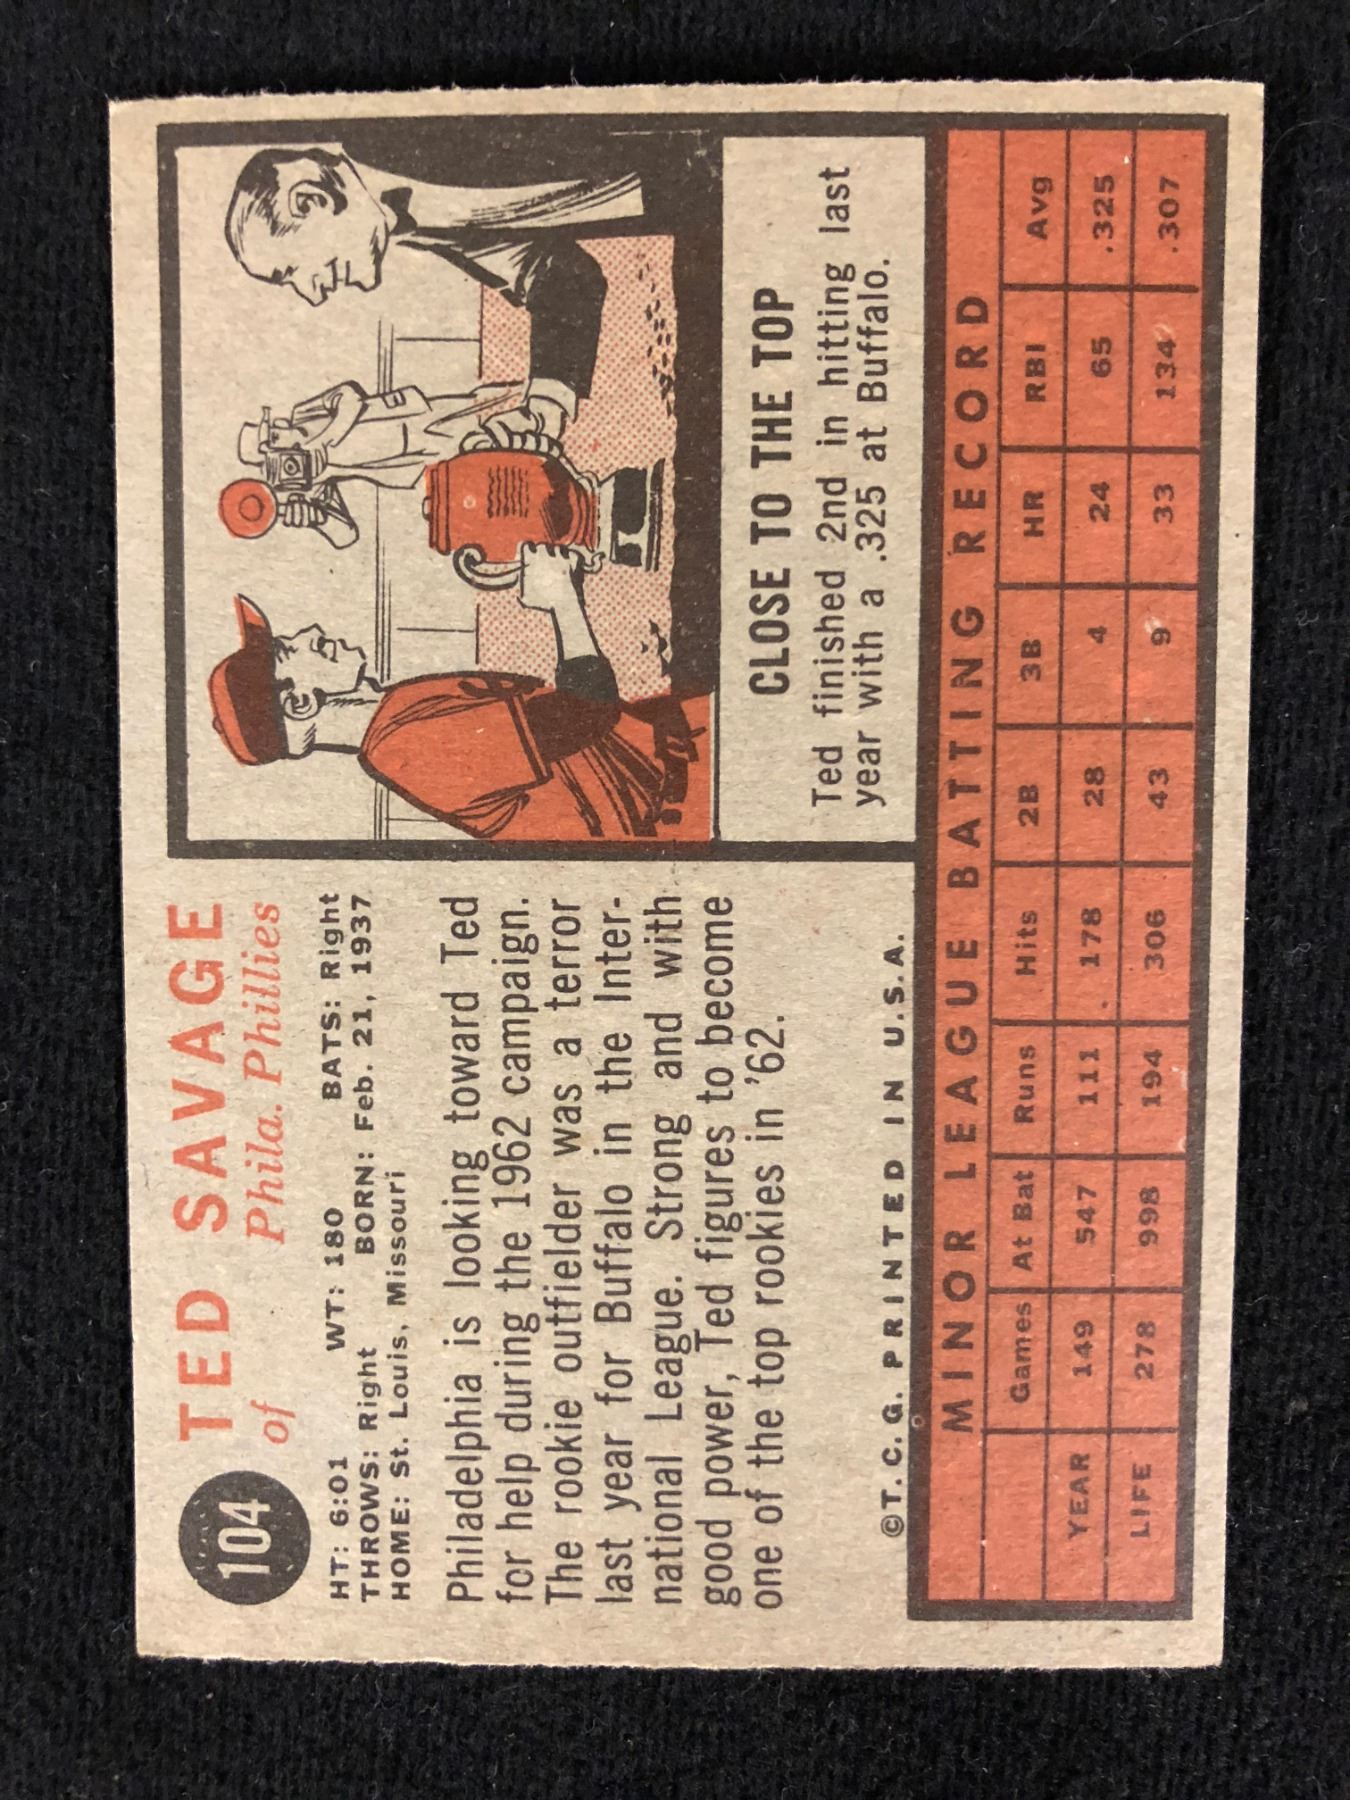 104
TED SAVAGE
of Phila. Phillies
HT: 6:01 WT: 180 BATS: Right
THROWS: Right BORN: Feb. 21, 1937
HOME: St. Louis, Missouri
Philadelphia is looking toward Ted
for help during the 1962 campaign.
The rookie outfielder was a terror
last year for Buffalo in the Inter-
national League. Strong and with
good power, Ted figures to become
one of the top rookies in '62.
©T.C.G. PRINTED IN U.S.A.
CLOSE TO THE TOP
Ted finished 2nd in hitting last
year with a .325 at Buffalo.
MINOR LEAGUE BATTING RECORD
Games At Bat Runs Hits 2B 3B HR RBI Avg
YEAR 149 547 111 178 28 4 24 65 .325
LIFE 278 998 194 306 43 9 33 134 .307